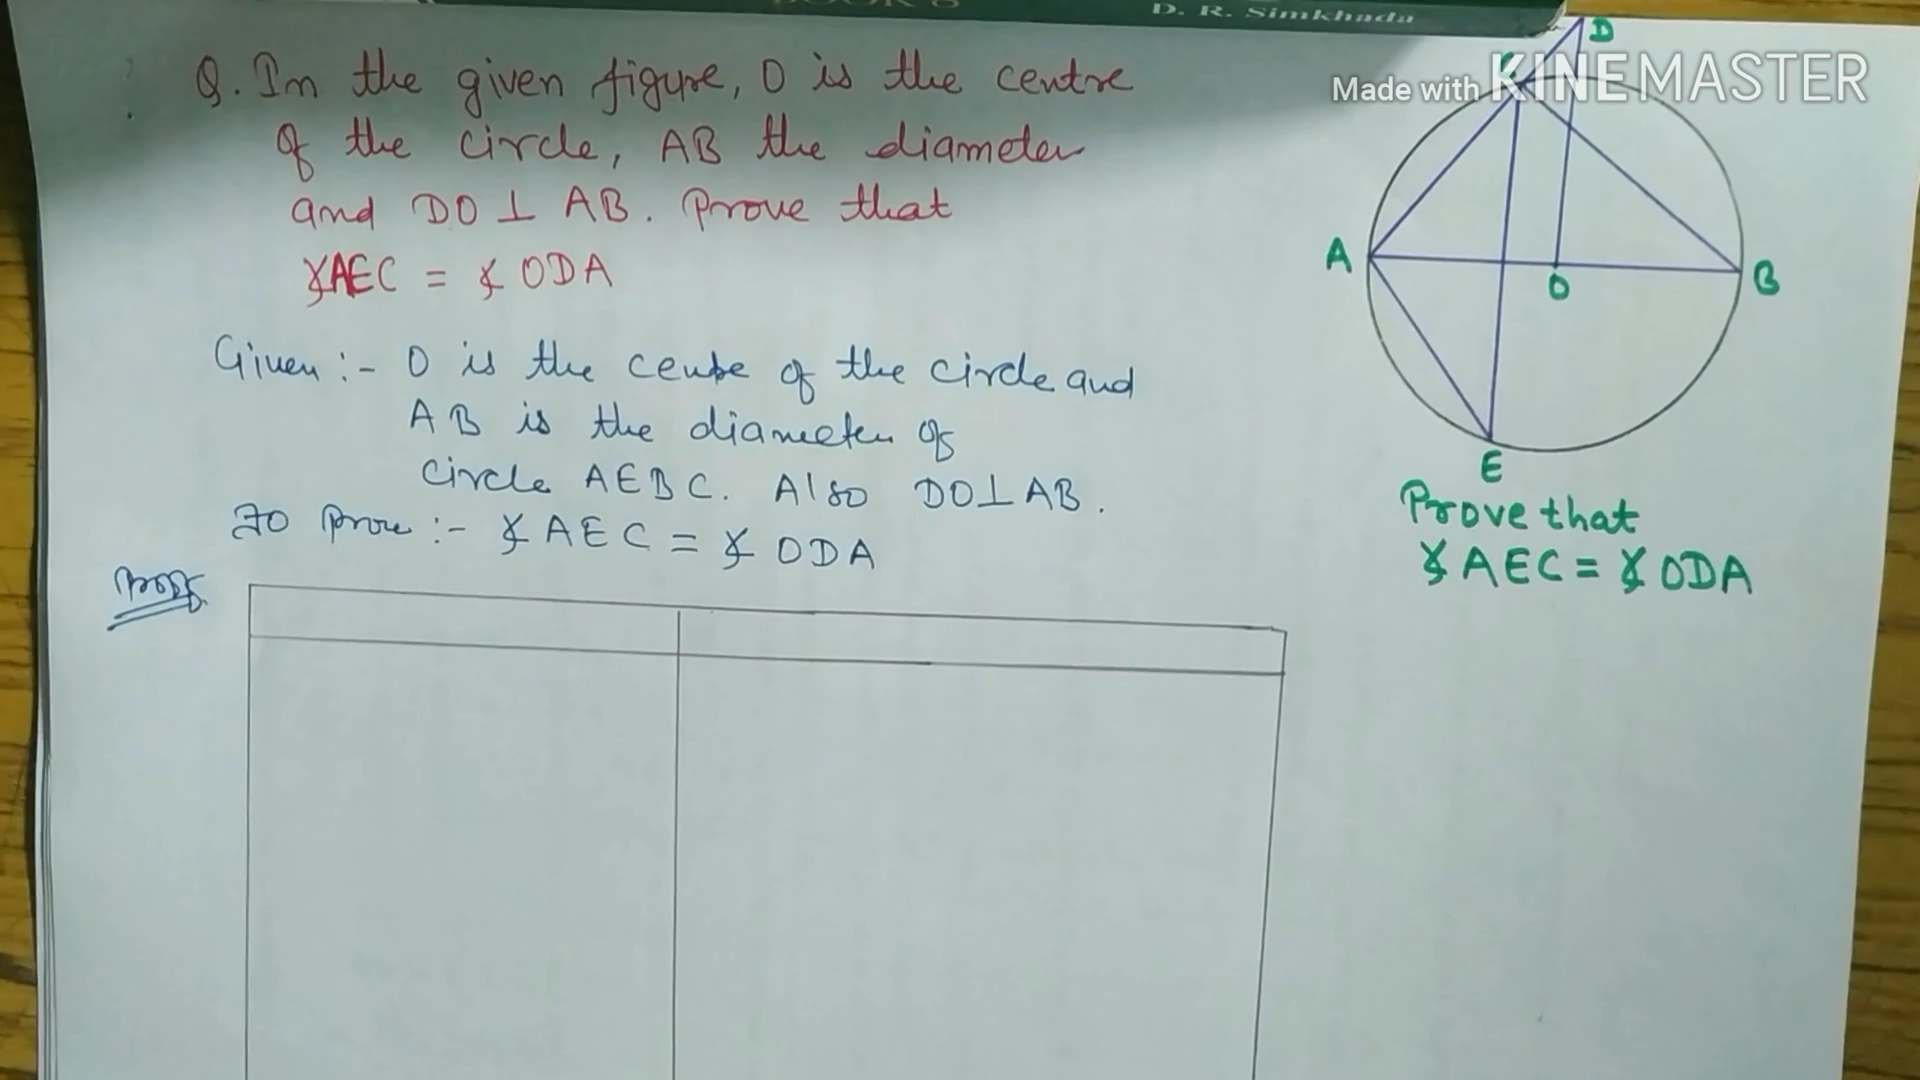 D. R. Simkhada
Made with KINEMASTER
Q. In the given figure, O is the centre
of the circle, AB the diameter
and DO ⊥ AB. Prove that
∡AEC = ∡ ODA
Given :- O is the centre of the circle and
AB is the diameter of
circle AEBC. Also DO⊥AB.
To prove :- ∡ AEC = ∡ ODA
Proof
D
C
A
O
B
E
Prove that
∡ AEC = ∡ ODA